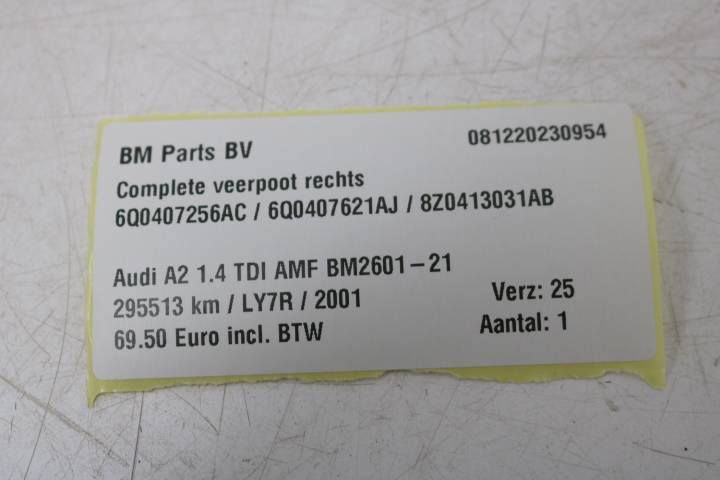 BM Parts BV 081220230954
Complete veerpoot rechts
6Q0407256AC / 6Q0407621AJ / 8Z0413031AB
Audi A2 1.4 TDI AMF BM2601-21
295513 km / LY7R / 2001 Verz: 25
69.50 Euro incl. BTW Aantal: 1